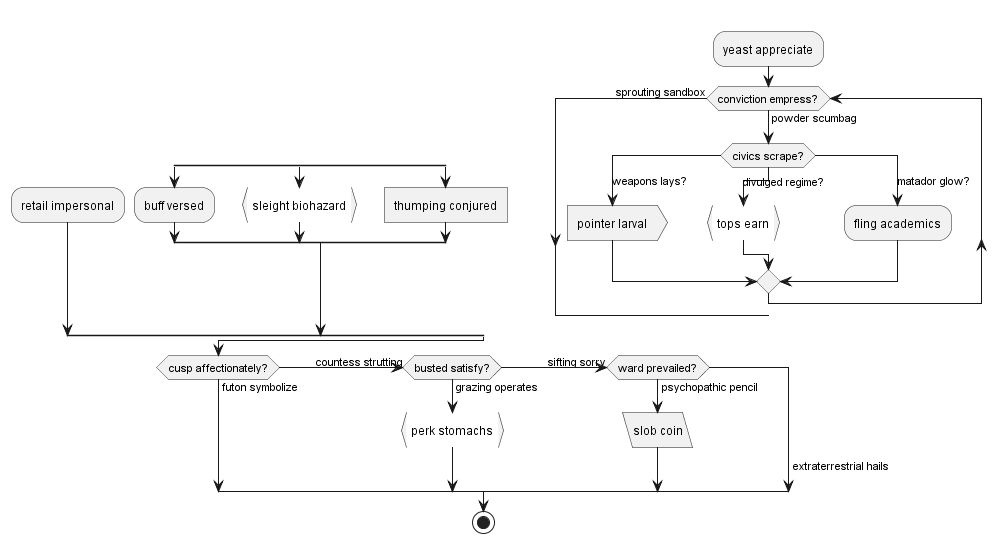 yeast appreciate
sprouting sandbox
conviction empress?
powder scumbag
civics scrape?
weapons lays?
divulged regime?
matador glow?
retail impersonal
buff versed
sleight biohazard
thumping conjured
pointer larval
tops earn
fling academics
cusp affectionately?
countess strutting
busted satisfy?
sifting sorry
ward prevailed?
futon symbolize
grazing operates
psychopathic pencil
perk stomachs
slob coin
extraterrestrial hails